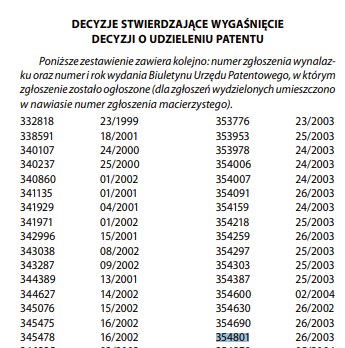 DECYZJE STWIERDZAJĄCE WYGAŚNIĘCIE
DECYZJI O UDZIELENIU PATENTU
Poniższe zestawienie zawiera kolejno: numer zgłoszenia wynalaz-
ku oraz numer i rok wydania Biuletynu Urzędu Patentowego, w którym
zgłoszenie zostało ogłoszone (dla zgłoszeń wydzielonych umieszczono
w nawiasie numer zgłoszenia macierzystego).
332818 23/1999 353776 23/2003
338591 18/2001 353953 25/2003
340107 24/2000 353978 24/2003
340237 25/2000 354006 24/2003
340860 01/2002 354007 24/2003
341135 01/2001 354091 26/2003
341929 04/2001 354159 24/2003
341971 01/2002 354218 25/2003
342996 15/2001 354259 26/2003
343038 08/2002 354297 25/2003
343287 09/2002 354303 25/2003
344389 13/2001 354387 25/2003
344627 14/2002 354600 02/2004
345076 15/2002 354630 26/2002
345475 16/2002 354690 26/2003
345478 16/2002 354801 26/2003